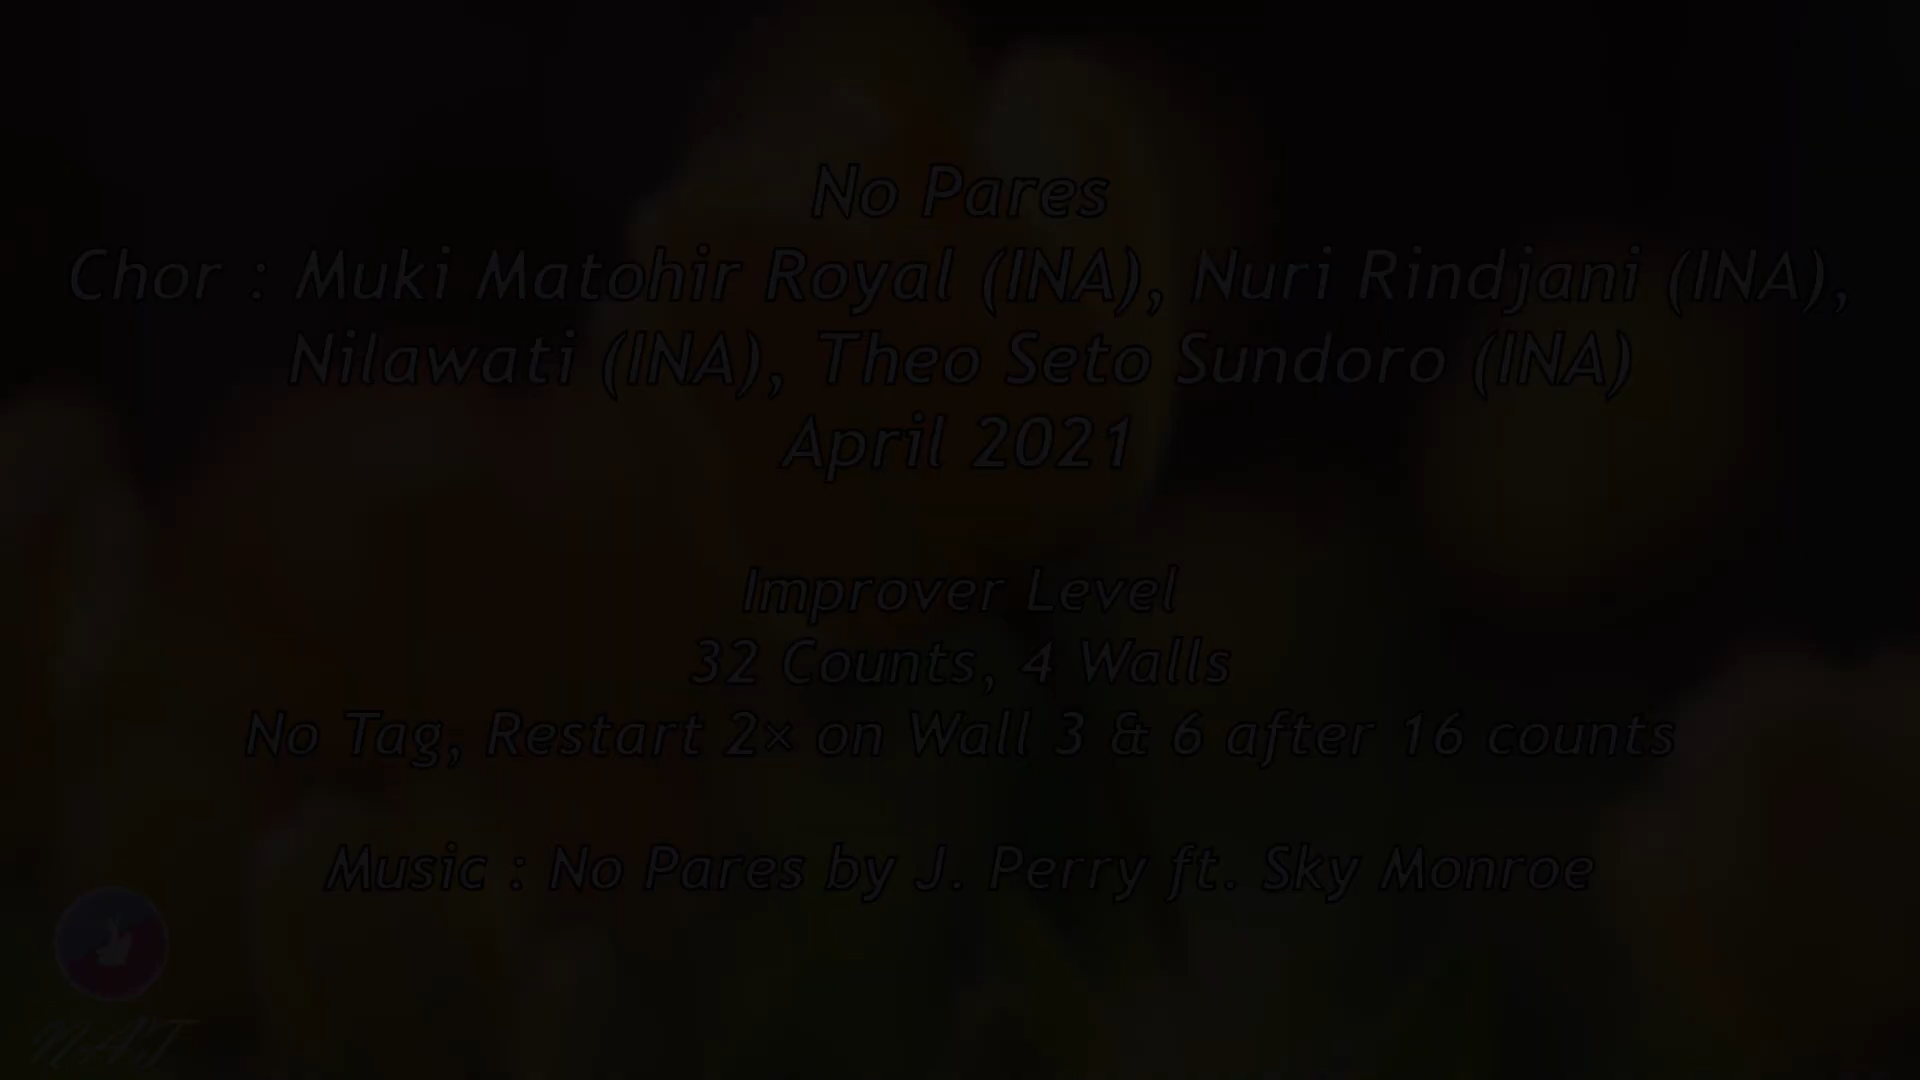 No Pares
Chor : Muki Matohir Royal (INA), Nuri Rindjani (INA),
Nilawati (INA), Theo Seto Sundoro (INA)
April 2021
Improver Level
32 Counts, 4 Walls
No Tag, Restart 2× on Wall 3 & 6 after 16 counts
Music : No Pares by J. Perry ft. Sky Monroe